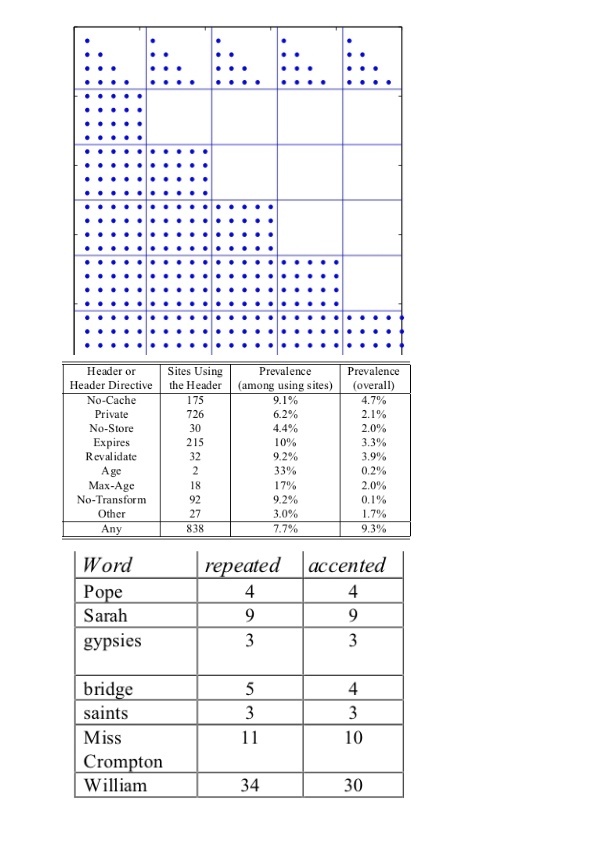 Header or Sites Using Prevalence Prevalence
Header Directive the Header (among using sites) (overall)
No-Cache 175 9.1% 4.7%
Private 726 6.2% 2.1%
No-Store 30 4.4% 2.0%
Expires 215 10% 3.3%
Revalidate 32 9.2% 3.9%
Age 2 33% 0.2%
Max-Age 18 17% 2.0%
No-Transform 92 9.2% 0.1%
Other 27 3.0% 1.7%
Any 838 7.7% 9.3%
Word repeated accented
Pope 4 4
Sarah 9 9
gypsies 3 3
bridge 5 4
saints 3 3
Miss 11 10
Crompton
William 34 30